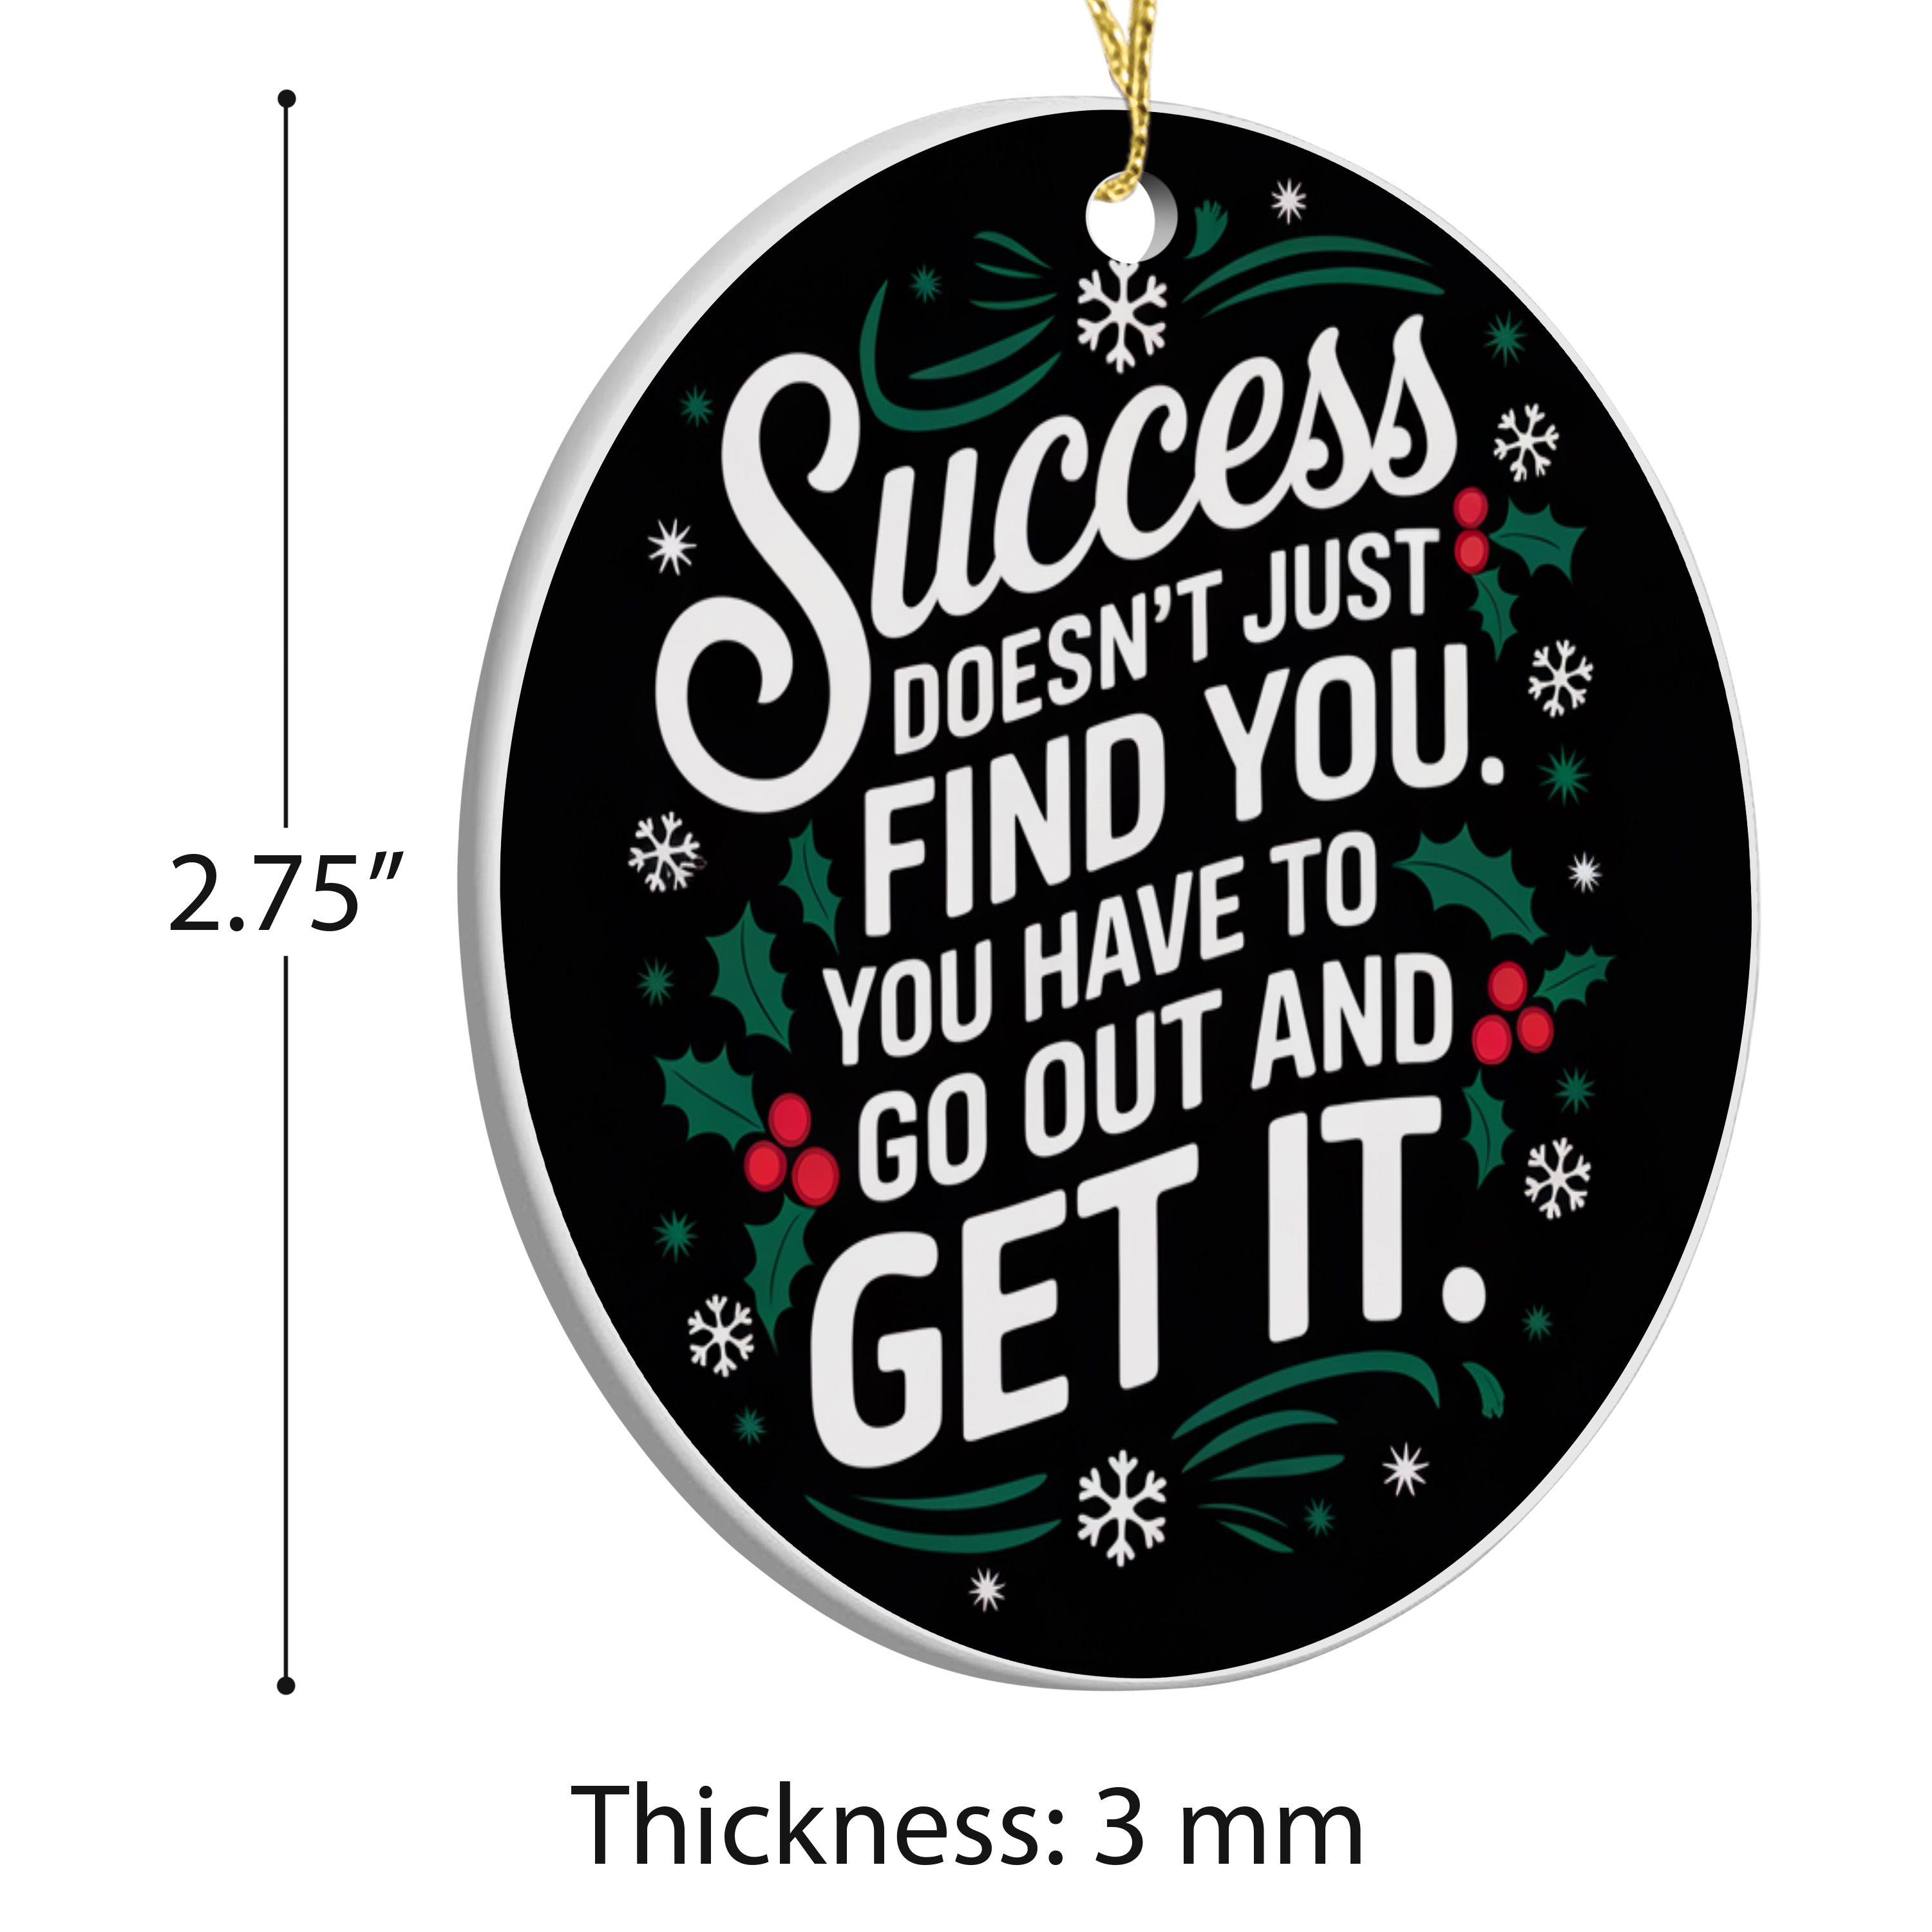 Success
DOESN'T JUST
FIND YOU.
YOU HAVE TO
GO OUT AND
GET IT.
2.75"
Thickness: 3 mm